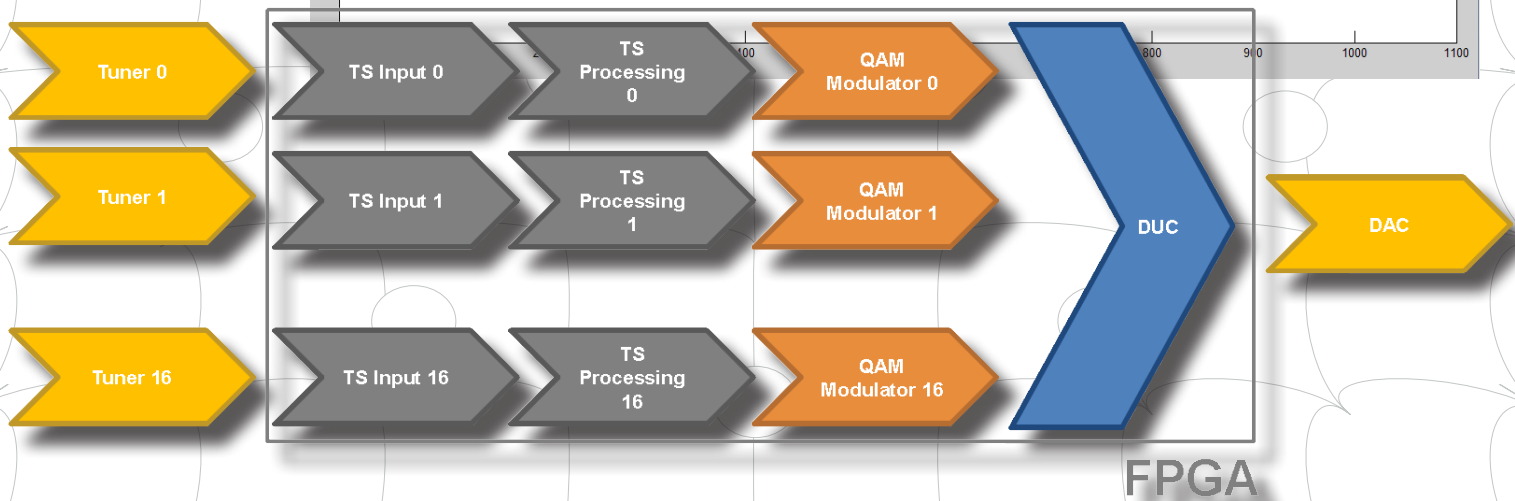 Tuner 0
TS Input 0
TS
Processing
0
QAM
Modulator 0
400
800
900
1000
1100
Tuner 1
TS Input 1
TS
Processing
1
QAM
Modulator 1
DUC
DAC
Tuner 16
TS Input 16
TS
Processing
16
QAM
Modulator 16
FPGA